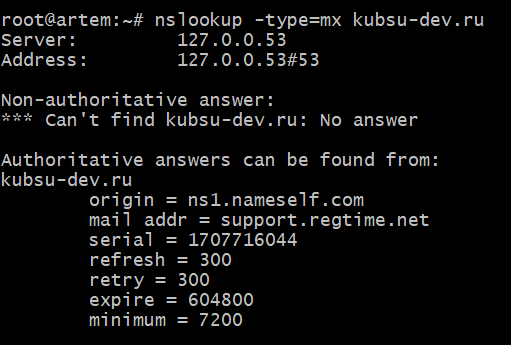 root@artem:~# nslookup -type=mx kubsu-dev.ru
Server:         127.0.0.53
Address:        127.0.0.53#53

Non-authoritative answer:
*** Can't find kubsu-dev.ru: No answer

Authoritative answers can be found from:
kubsu-dev.ru
        origin = ns1.nameself.com
        mail addr = support.regtime.net
        serial = 1707716044
        refresh = 300
        retry = 300
        expire = 604800
        minimum = 7200